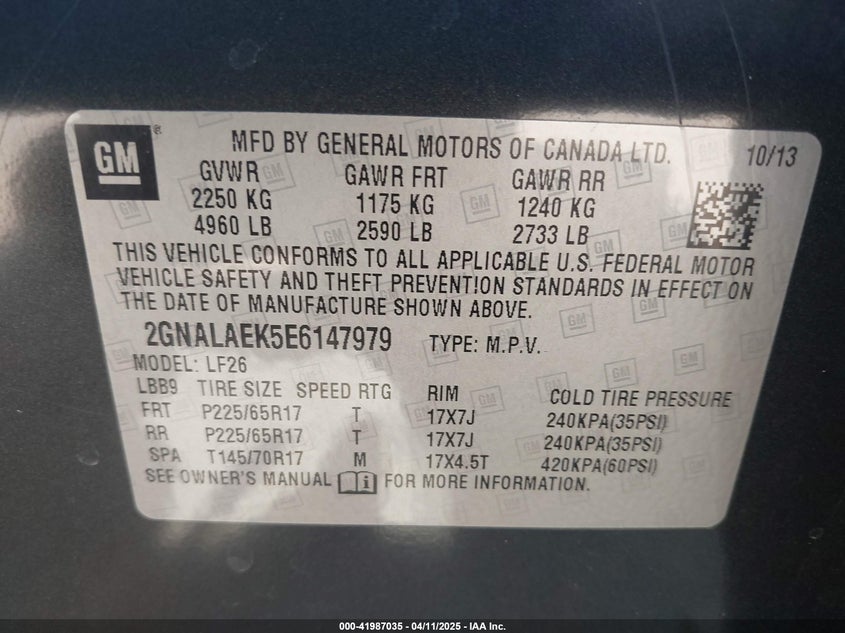 GM ®
MFD BY GENERAL MOTORS OF CANADA LTD. 10/13
GVWR GAWR FRT GAWR RR
2250 KG 1175 KG 1240 KG
4960 LB 2590 LB 2733 LB
THIS VEHICLE CONFORMS TO ALL APPLICABLE U.S. FEDERAL MOTOR
VEHICLE SAFETY AND THEFT PREVENTION STANDARDS IN EFFECT ON
THE DATE OF MANUFACTURE SHOWN ABOVE.
2GNALAEK5E6147979 TYPE: M.P.V.
MODEL: LF26
LBB9 TIRE SIZE SPEED RTG RIM COLD TIRE PRESSURE
FRT P225/65R17 T 17X7J 240KPA(35PSI)
RR P225/65R17 T 17X7J 240KPA(35PSI)
SPA T145/70R17 M 17X4.5T 420KPA(60PSI)
SEE OWNER'S MANUAL FOR MORE INFORMATION.
000-41987035 - 04/11/2025 - IAA Inc.